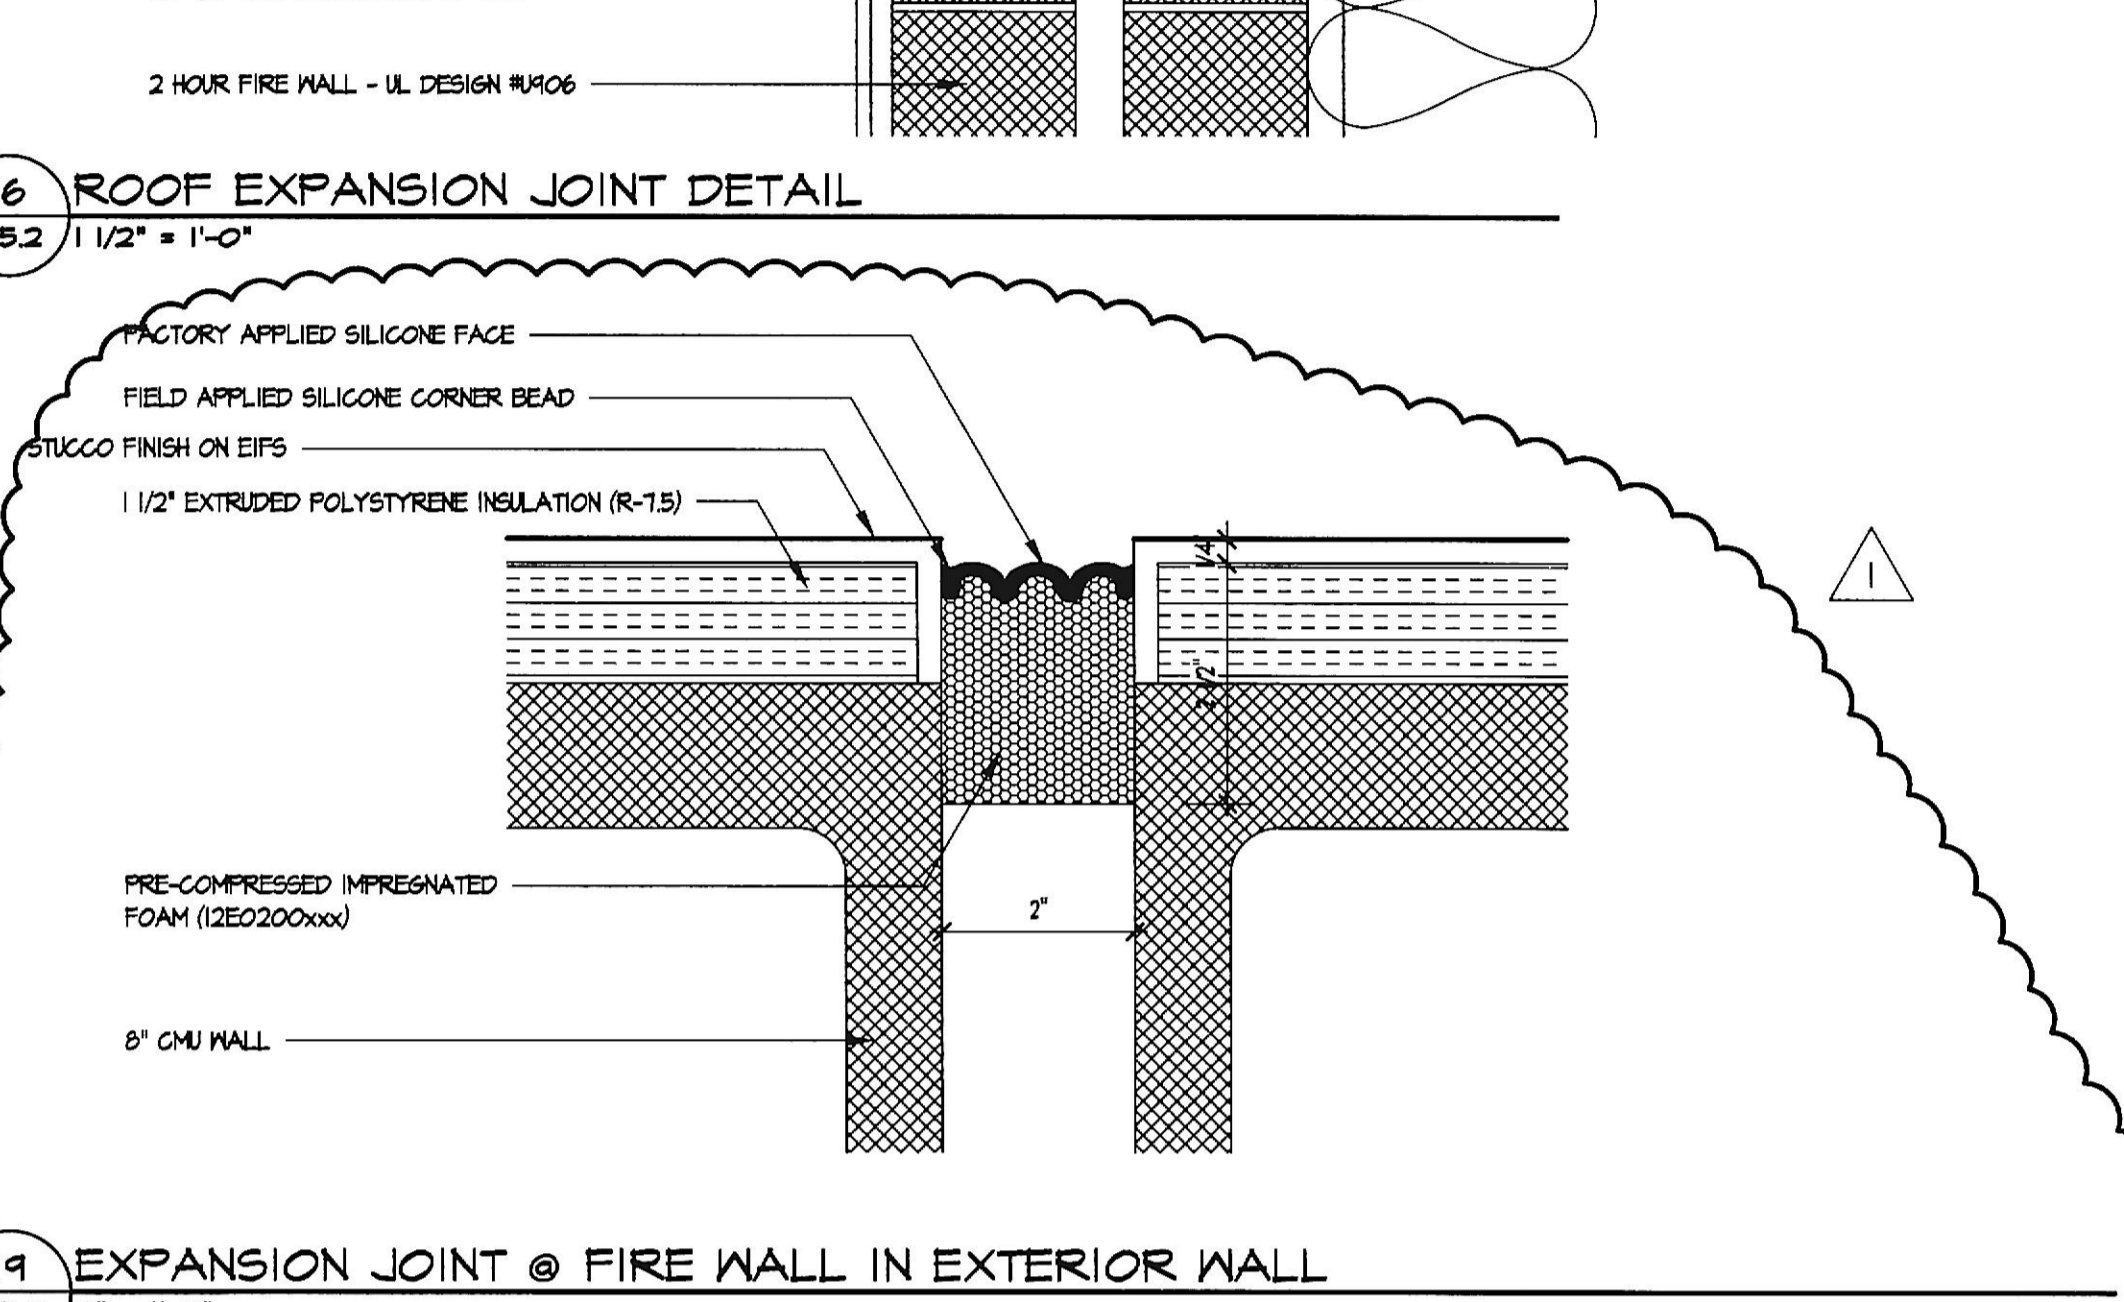 2 HOUR FIRE WALL - UL DESIGN #U906
6 ROOF EXPANSION JOINT DETAIL
5.2 1 1/2" = 1'-0"
FACTORY APPLIED SILICONE FACE
FIELD APPLIED SILICONE CORNER BEAD
STUCCO FINISH ON EIFS
1 1/2" EXTRUDED POLYSTYRENE INSULATION (R-7.5)
1/4"
2 1/2"
1
PRE-COMPRESSED IMPREGNATED
FOAM (12E0200xxx)
2"
8" CMU WALL
9 EXPANSION JOINT @ FIRE WALL IN EXTERIOR WALL